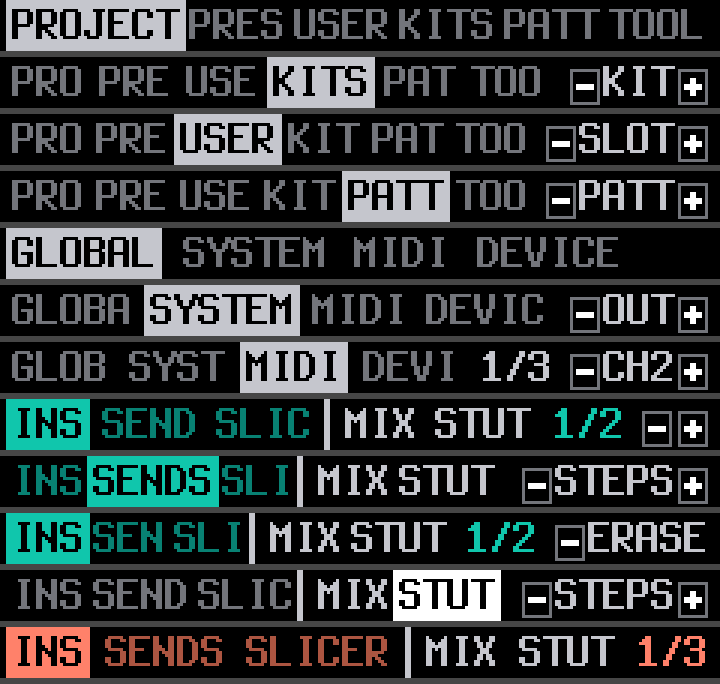 PROJECT PRES USER KITS PATT TOOL
PRO PRE USE KITS PAT TOO -KIT+
PRO PRE USER KIT PAT TOO -SLOT+
PRO PRE USE KIT PATT TOO -PATT+
GLOBAL SYSTEM MIDI DEVICE
GLOBA SYSTEM MIDI DEVIC -OUT+
GLOB SYST MIDI DEVI 1/3 -CH2+
INS SEND SLIC | MIX STUT 1/2 - +
INS SENDS SLI | MIX STUT -STEPS+
INS SEN SLI | MIX STUT 1/2 -ERASE
INS SEND SLIC | MIX STUT -STEPS+
INS SENDS SLICER | MIX STUT 1/3